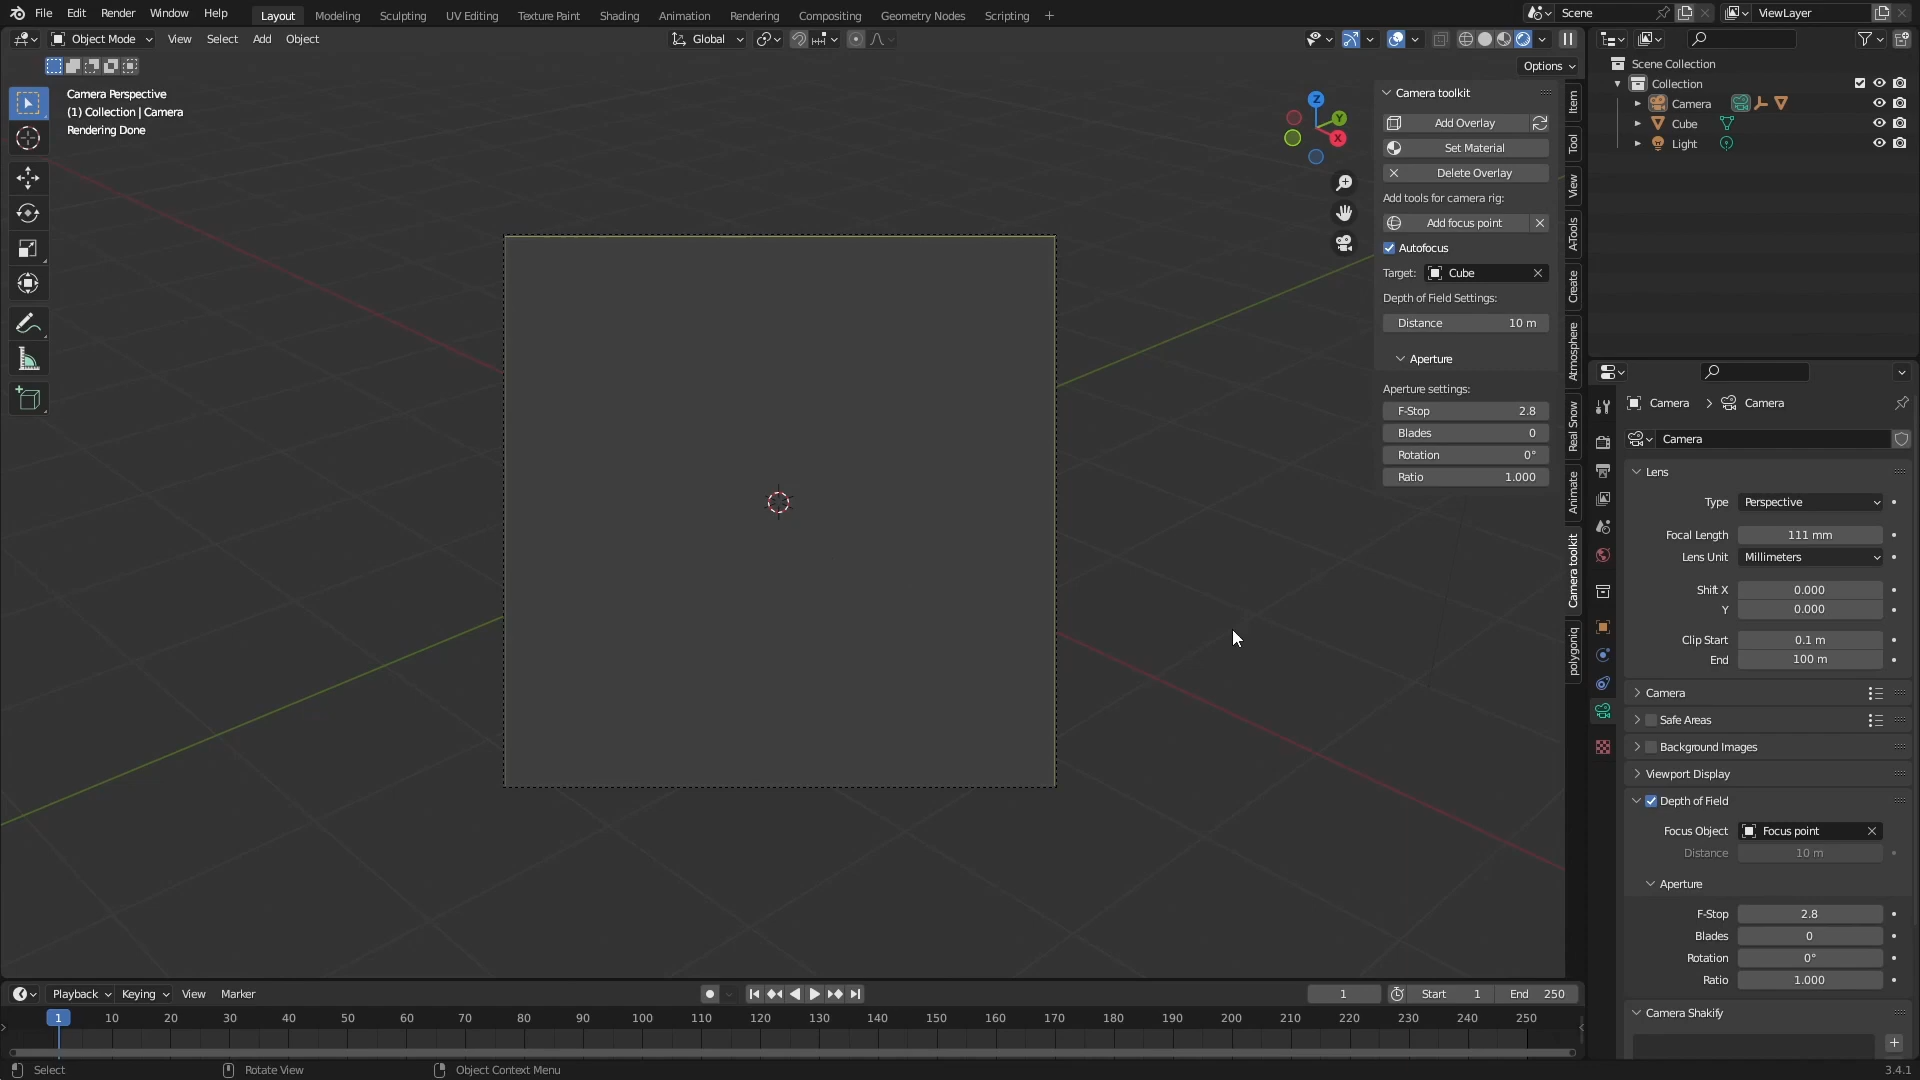 File Edit Render Window Help Layout Modeling Sculpting UV Editing Texture Paint Shading Animation Rendering Compositing Geometry Nodes Scripting + Scene ViewLayer
Object Mode View Select Add Object Global
Options
Camera Perspective
(1) Collection | Camera
Rendering Done
Z
Y
X
Camera toolkit
Add Overlay
Set Material
Delete Overlay
Add tools for camera rig:
Add focus point
Autofocus
Target: Cube
Depth of Field Settings:
Distance 10 m
Aperture
Aperture settings:
F-Stop 2.8
Blades 0
Rotation 0°
Ratio 1.000
Item
Tool
View
A-Tools
Create
Atmosphere
Real Snow
Animate
Camera toolkit
polygoniq
Scene Collection
Collection
Camera
Cube
Light
Camera > Camera
Camera
Lens
Type Perspective
Focal Length 111 mm
Lens Unit Millimeters
Shift X 0.000
Y 0.000
Clip Start 0.1 m
End 100 m
Camera
Safe Areas
Background Images
Viewport Display
Depth of Field
Focus Object Focus point
Distance 10 m
Aperture
F-Stop 2.8
Blades 0
Rotation 0°
Ratio 1.000
Camera Shakify
Playback Keying View Marker 1 Start 1 End 250
1 10 20 30 40 50 60 70 80 90 100 110 120 130 140 150 160 170 180 190 200 210 220 230 240 250
Select Rotate View Object Context Menu 3.4.1